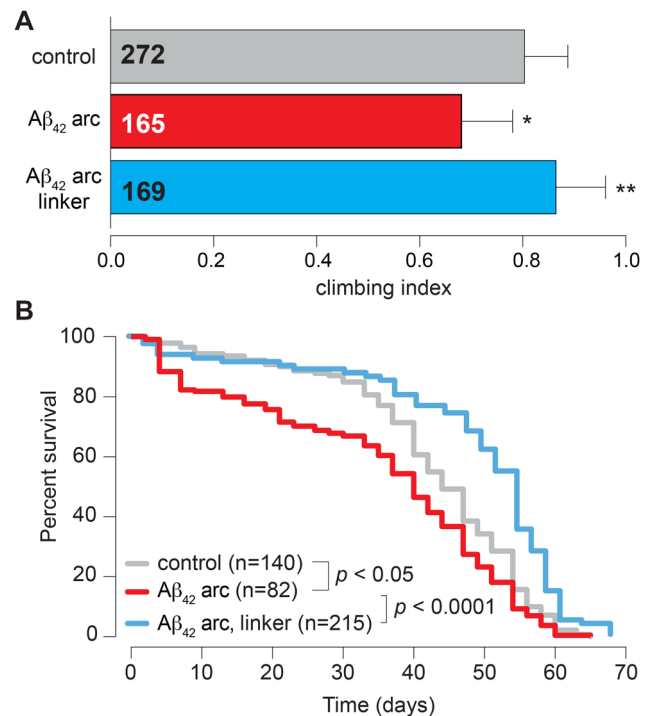 A
control
272
Aβ42 arc
165
*
Aβ42 arc
linker
169
**
0.0 0.2 0.4 0.6 0.8 1.0
climbing index
B
100
80
60
40
20
0
Percent survival
control (n=140)
p < 0.05
Aβ42 arc (n=82)
p < 0.0001
Aβ42 arc, linker (n=215)
0 10 20 30 40 50 60 70
Time (days)